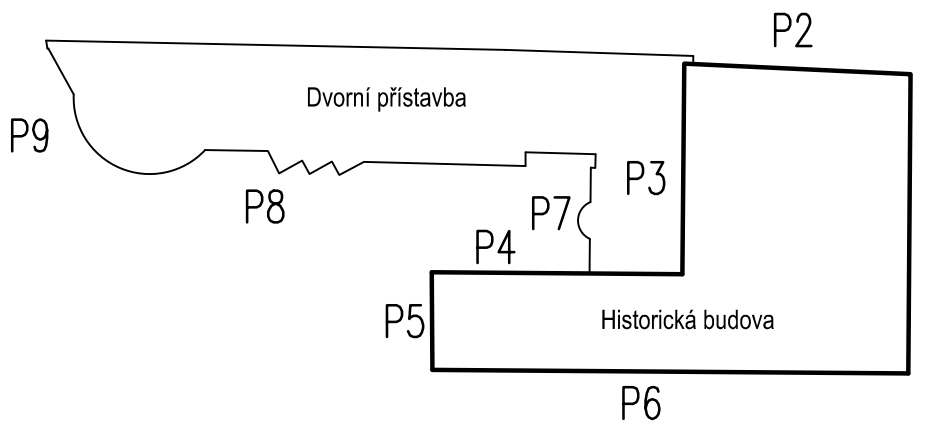 P2
Dvorní přístavba
P9
P3
P8
P7
P4
P5
Historická budova
P6